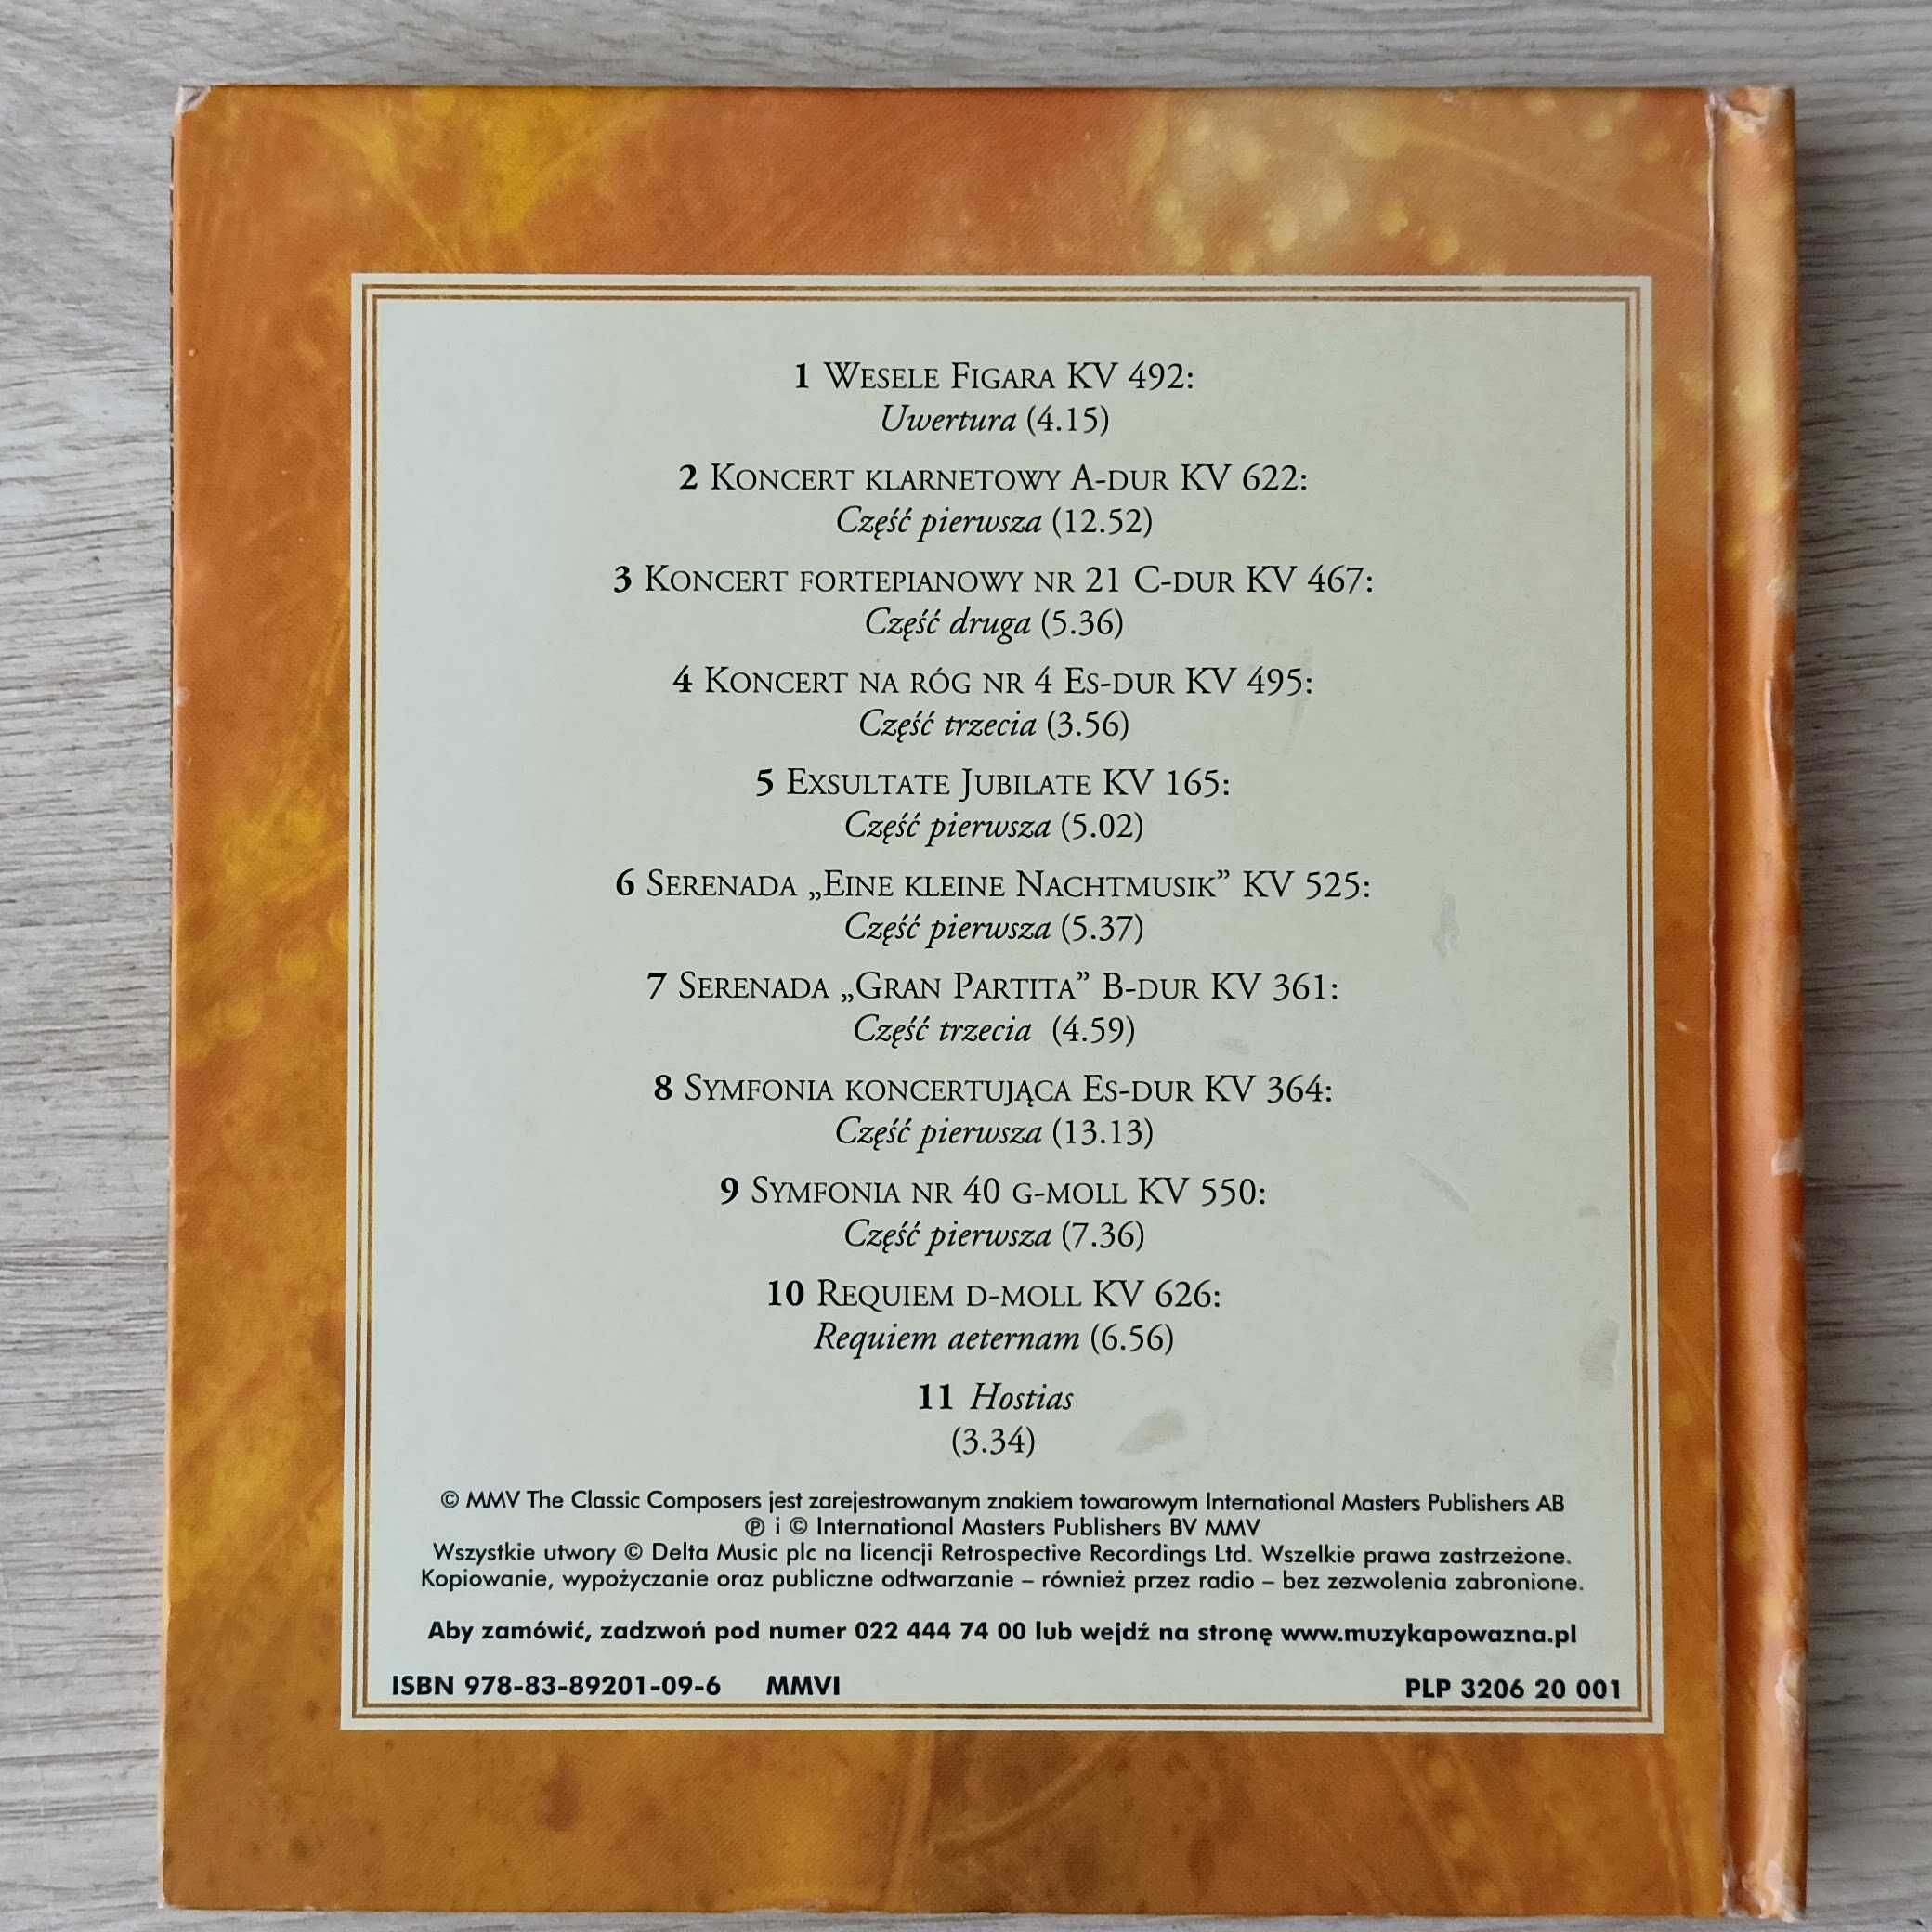 1 Wesele Figara KV 492:
Uwertura (4.15)
2 Koncert klarnetowy A-dur KV 622:
Część pierwsza (12.52)
3 Koncert fortepianowy nr 21 C-dur KV 467:
Część druga (5.36)
4 Koncert na róg nr 4 Es-dur KV 495:
Część trzecia (3.56)
5 Exsultate Jubilate KV 165:
Część pierwsza (5.02)
6 Serenada „Eine kleine Nachtmusik” KV 525:
Część pierwsza (5.37)
7 Serenada „Gran Partita” B-dur KV 361:
Część trzecia (4.59)
8 Symfonia koncertująca Es-dur KV 364:
Część pierwsza (13.13)
9 Symfonia nr 40 g-moll KV 550:
Część pierwsza (7.36)
10 Requiem d-moll KV 626:
Requiem aeternam (6.56)
11 Hostias
(3.34)
© MMV The Classic Composers jest zarejestrowanym znakiem towarowym International Masters Publishers AB
℗ i © International Masters Publishers BV MMV
Wszystkie utwory © Delta Music plc na licencji Retrospective Recordings Ltd. Wszelkie prawa zastrzeżone.
Kopiowanie, wypożyczanie oraz publiczne odtwarzanie – również przez radio – bez zezwolenia zabronione.
Aby zamówić, zadzwoń pod numer 022 444 74 00 lub wejdź na stronę www.muzykapowazna.pl
ISBN 978-83-89201-09-6 MMVI PLP 3206 20 001